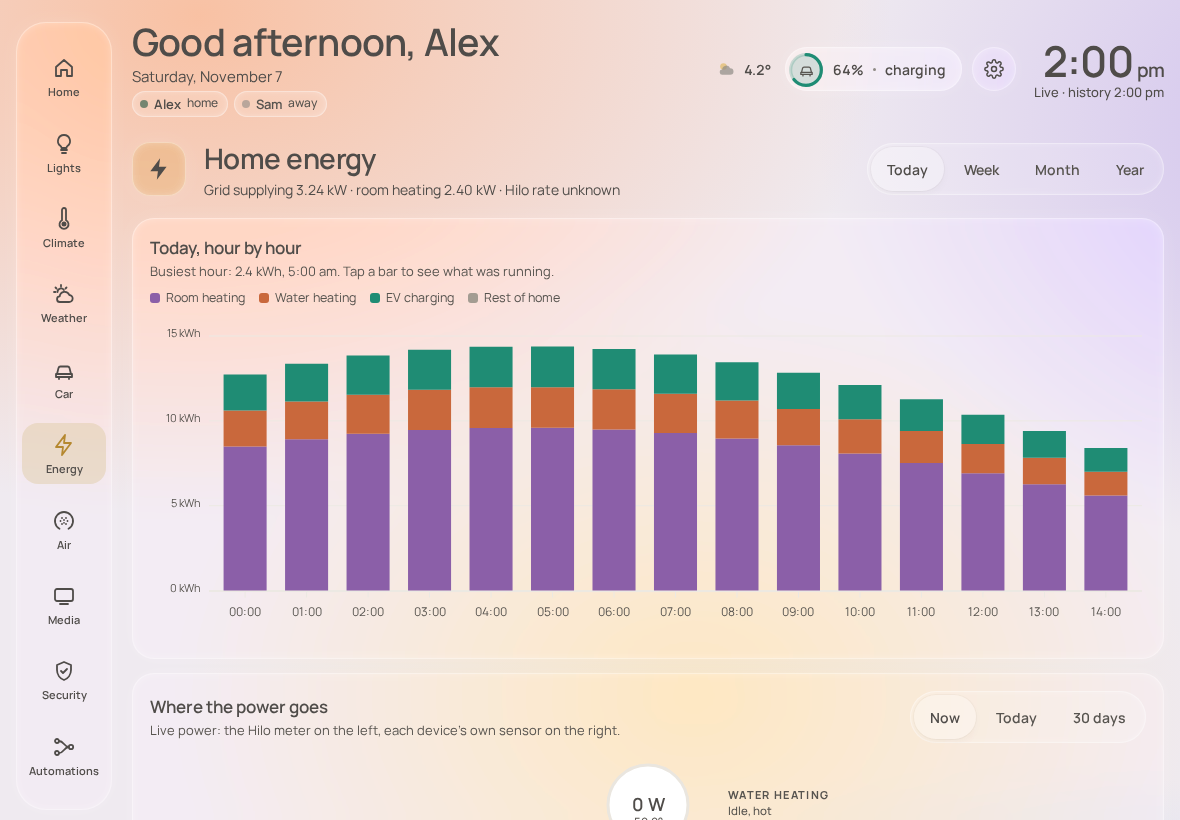 Good afternoon, Alex
Saturday, November 7
Alex home
Sam away
4.2°
64% · charging
2:00 pm
Live · history 2:00 pm
Home
Lights
Climate
Weather
Car
Energy
Air
Media
Security
Automations
Home energy
Grid supplying 3.24 kW · room heating 2.40 kW · Hilo rate unknown
Today
Week
Month
Year
Today, hour by hour
Busiest hour: 2.4 kWh, 5:00 am. Tap a bar to see what was running.
Room heating
Water heating
EV charging
Rest of home
15 kWh
10 kWh
5 kWh
0 kWh
00:00
01:00
02:00
03:00
04:00
05:00
06:00
07:00
08:00
09:00
10:00
11:00
12:00
13:00
14:00
Where the power goes
Live power: the Hilo meter on the left, each device's own sensor on the right.
Now
Today
30 days
0 W
WATER HEATING
Idle, hot